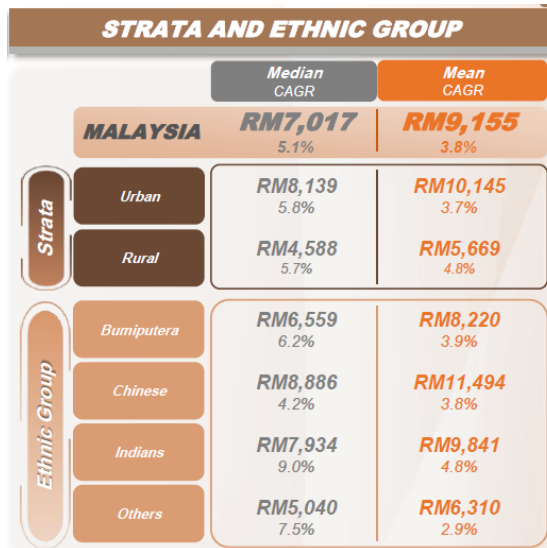 STRATA AND ETHNIC GROUP
Median Mean
CAGR CAGR
MALAYSIA RM7,017 RM9,155
5.1% 3.8%
Strata
Urban RM8,139 RM10,145
5.8% 3.7%
Rural RM4,588 RM5,669
5.7% 4.8%
Ethnic Group
Bumiputera RM6,559 RM8,220
6.2% 3.9%
Chinese RM8,886 RM11,494
4.2% 3.8%
Indians RM7,934 RM9,841
9.0% 4.8%
Others RM5,040 RM6,310
7.5% 2.9%